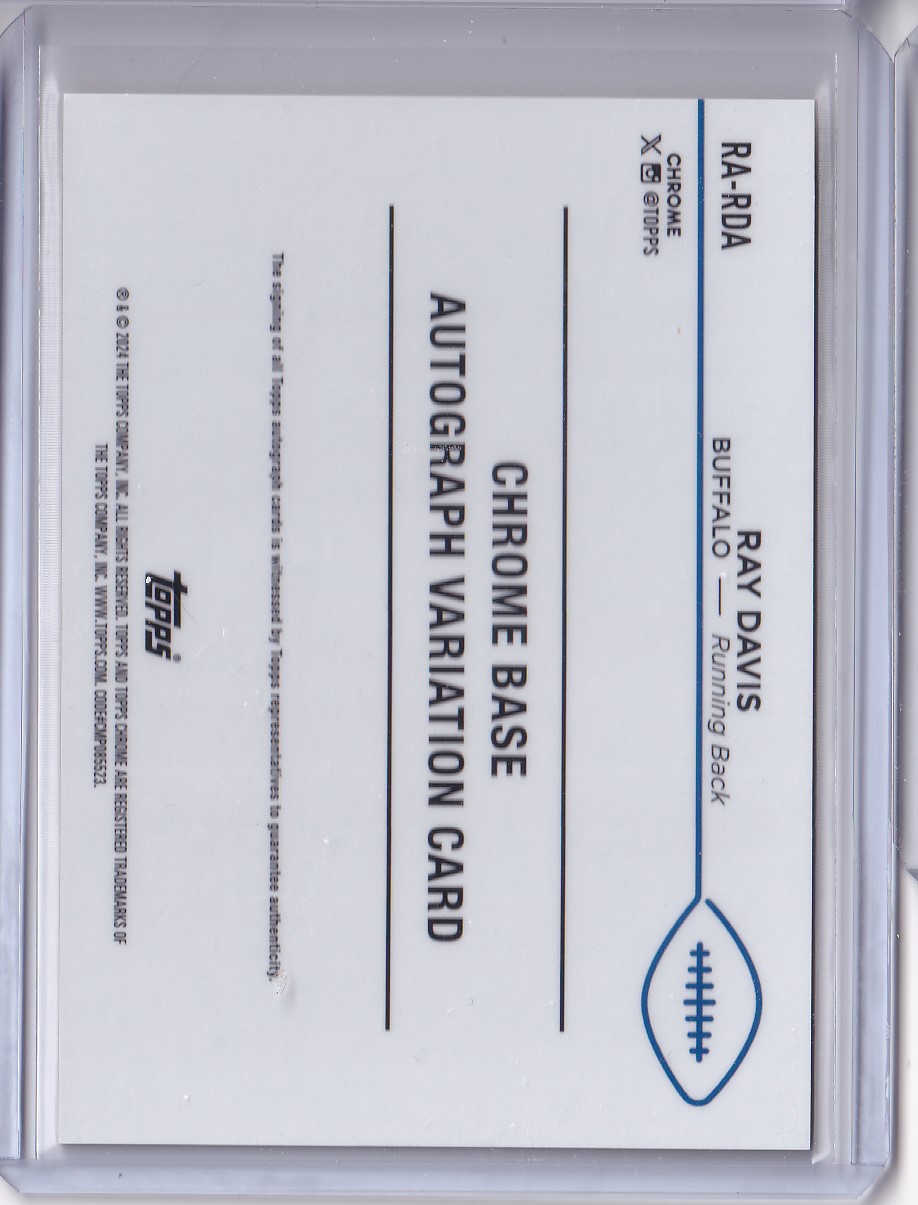 RA-RDA
RAY DAVIS
BUFFALO — Running Back
CHROME
X @TOPPS
CHROME BASE
AUTOGRAPH VARIATION CARD
The signing of all Topps autograph cards is witnessed by Topps representatives to guarantee authenticity.
topps®
® & © 2024 THE TOPPS COMPANY, INC. ALL RIGHTS RESERVED. TOPPS AND TOPPS CHROME ARE REGISTERED TRADEMARKS OF
THE TOPPS COMPANY, INC. WWW.TOPPS.COM. CODE#CMP085523.